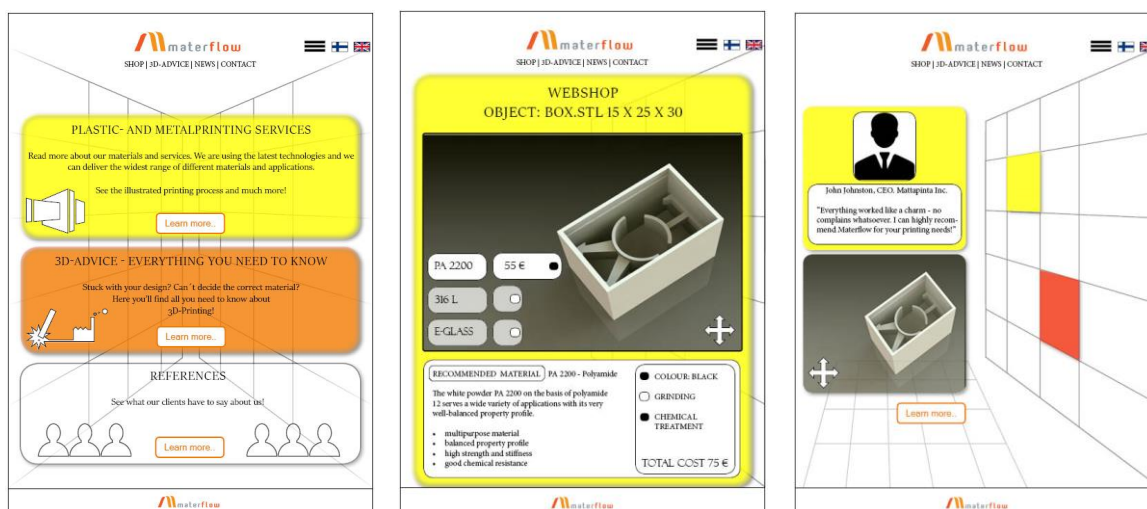 materflow
SHOP | 3D-ADVICE | NEWS | CONTACT
PLASTIC- AND METALPRINTING SERVICES
Read more about our materials and services. We are using the latest technologies and we
can deliver the widest range of different materials and applications.
See the illustrated printing process and much more!
Learn more..
3D-ADVICE - EVERYTHING YOU NEED TO KNOW
Stuck with your design? Can´t decide the correct material?
Here you'll find all you need to know about
3D-Printing!
Learn more..
REFERENCES
See what our clients have to say about us!
Learn more..
materflow
materflow
SHOP | 3D-ADVICE | NEWS | CONTACT
WEBSHOP
OBJECT: BOX.STL 15 X 25 X 30
PA 2200 55 €
316 L
E-GLASS
RECOMMENDED MATERIAL PA 2200 - Polyamide
The white powder PA 2200 on the basis of polyamide
12 serves a wide variety of applications with its very
well-balanced property profile.
• multipurpose material
• balanced property profile
• high strength and stiffness
• good chemical resistance
COLOUR: BLACK
GRINDING
CHEMICAL
TREATMENT
TOTAL COST 75 €
materflow
materflow
SHOP | 3D-ADVICE | NEWS | CONTACT
John Johnston, CEO. Mattapinta Inc.
"Everything worked like a charm - no
complains whatsoever. I can highly recom-
mend Materflow for your printing needs!"
Learn more..
materflow